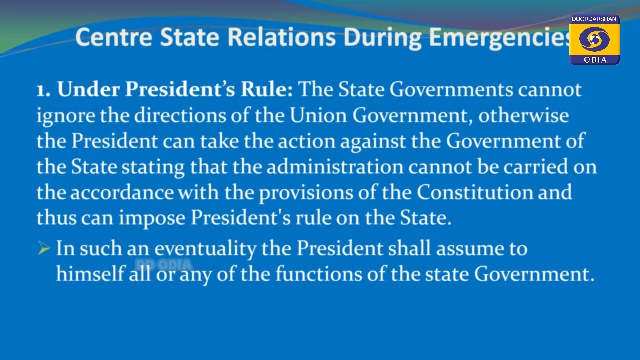 Centre State Relations During Emergencies
DOORDARSHAN
ODIA
1. Under President's Rule: The State Governments cannot
ignore the directions of the Union Government, otherwise
the President can take the action against the Government of
the State stating that the administration cannot be carried on
the accordance with the provisions of the Constitution and
thus can impose President's rule on the State.
In such an eventuality the President shall assume to
himself all or any of the functions of the state Government.
DD ODIA